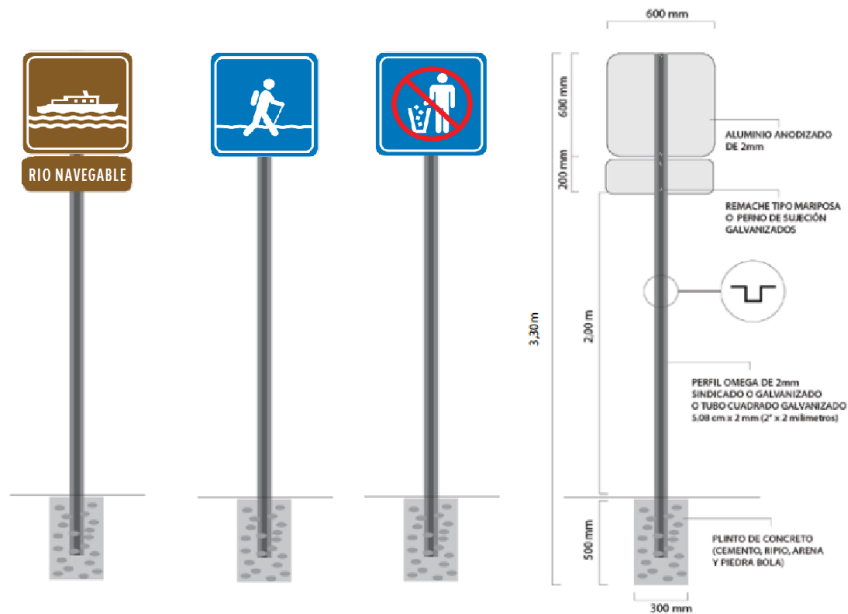 RIO NAVEGABLE
600 mm
600 mm
200 mm
3,30 m
2.00 m
500 mm
300 mm
ALUMINIO ANODIZADO
DE 2mm
REMACHE TIPO MARIPOSA
O PERNO DE SUJECIÓN
GALVANIZADOS
PERFIL OMEGA DE 2mm
SINDICADO O GALVANIZADO
O TUBO CUADRADO GALVANIZADO
5.08 cm x 2 mm (2" x 2 milímetros)
PLINTO DE CONCRETO
(CEMENTO, RIPIO, ARENA
Y PIEDRA BOLA)